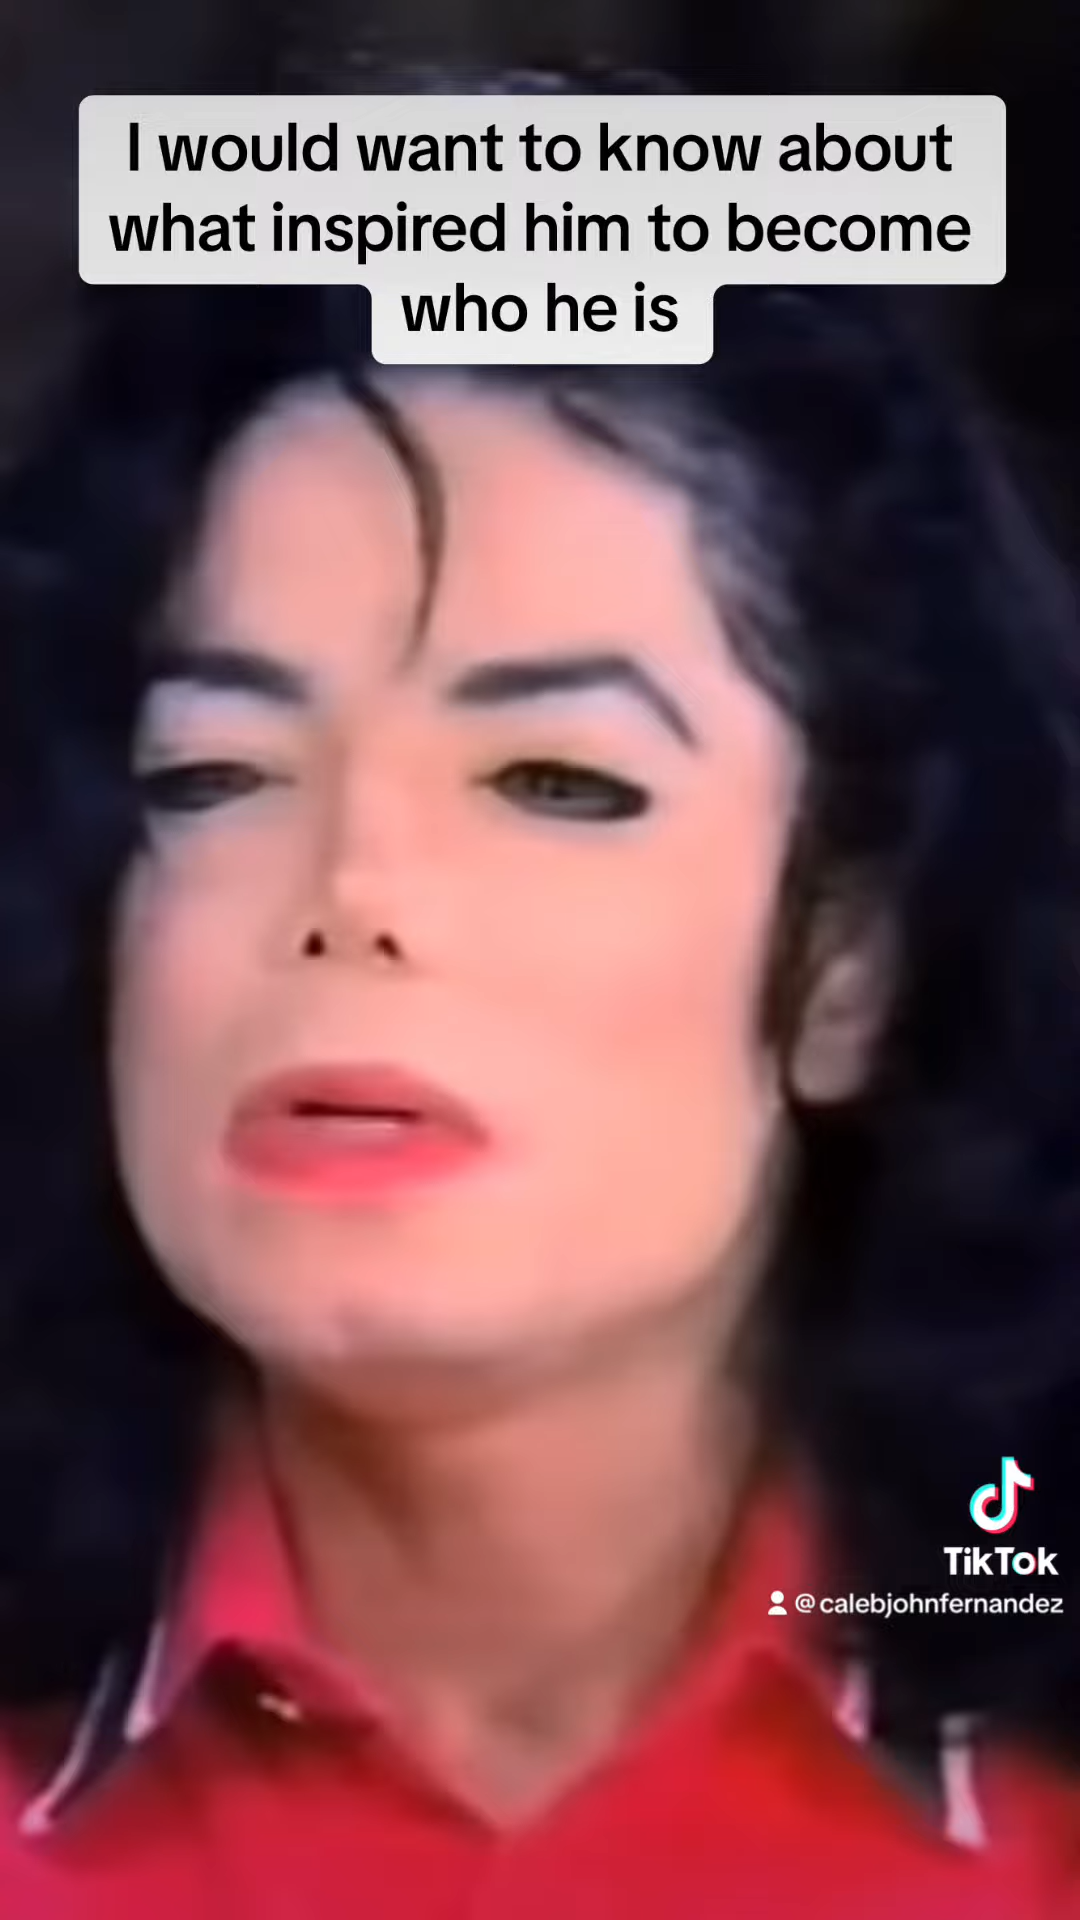 I would want to know about
what inspired him to become
who he is
TikTok
@calebjohnfernandez